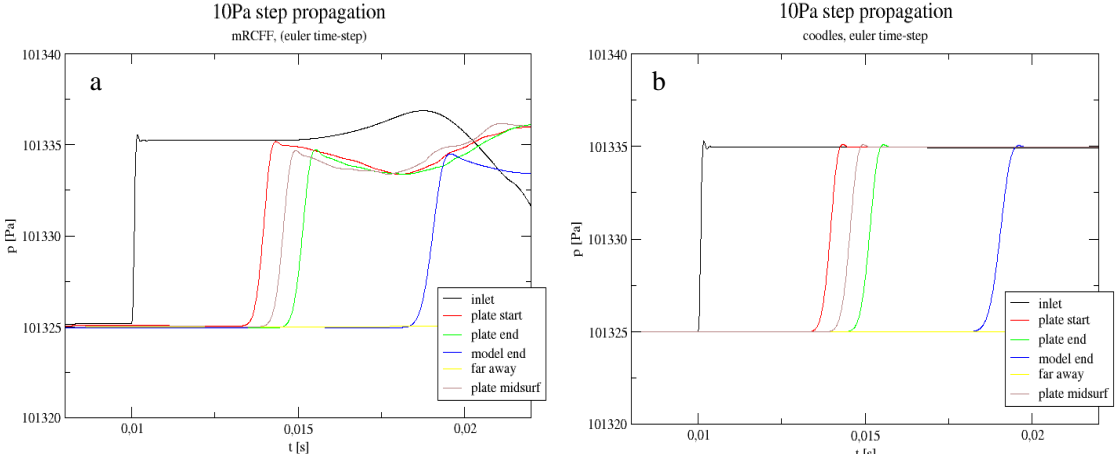 10Pa step propagation
mRCFF, (euler time-step)
a
101340
101335
101330
101325
101320
p [Pa]
0,01
0,015
0,02
t [s]
inlet
plate start
plate end
model end
far away
plate midsurf
10Pa step propagation
coodles, euler time-step
b
101340
101335
101330
101325
101320
p [Pa]
0,01
0,015
0,02
t [s]
inlet
plate start
plate end
model end
far away
plate midsurf